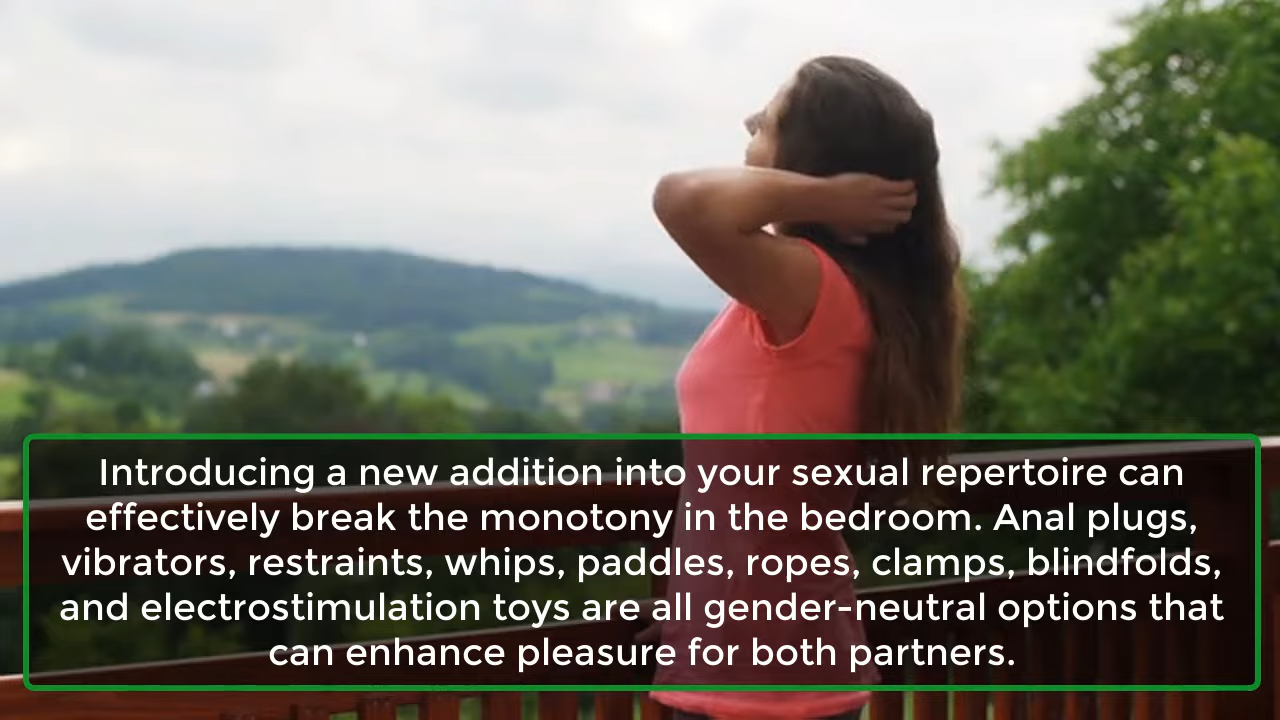 Introducing a new addition into your sexual repertoire can
effectively break the monotony in the bedroom. Anal plugs,
vibrators, restraints, whips, paddles, ropes, clamps, blindfolds,
and electrostimulation toys are all gender-neutral options that
can enhance pleasure for both partners.